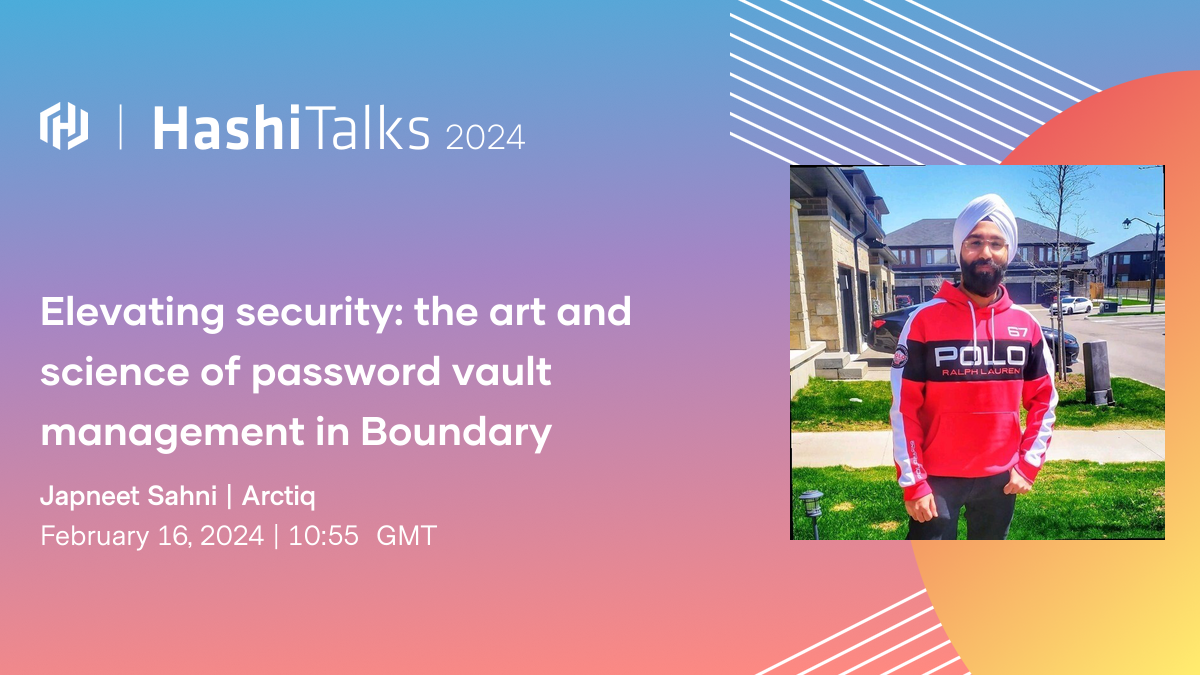 HashiTalks 2024
Elevating security: the art and
science of password vault
management in Boundary
Japneet Sahni | Arctiq
February 16, 2024 | 10:55 GMT
67
POLO
RALPH LAUREN